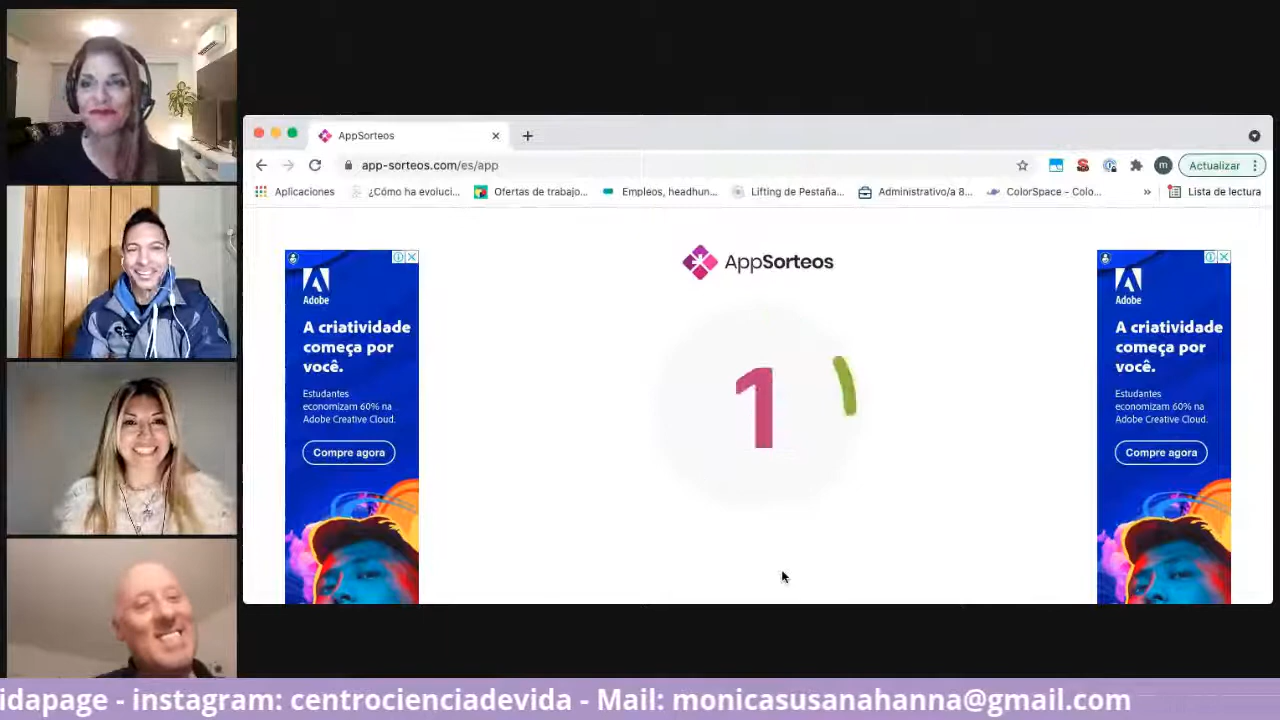 AppSorteos
app-sorteos.com/es/app
m
Actualizar
Aplicaciones
¿Cómo ha evoluci...
Ofertas de trabajo...
Empleos, headhun...
Lifting de Pestaña...
Administrativo/a 8...
ColorSpace - Colo...
»
Lista de lectura
AppSorteos
1
Adobe
A criatividade
começa por
você.
Estudantes
economizam 60% na
Adobe Creative Cloud.
Compre agora
Adobe
A criatividade
começa por
você.
Estudantes
economizam 60% na
Adobe Creative Cloud.
Compre agora
idapage - instagram: centrocienciadevida - Mail: monicasusanahanna@gmail.com